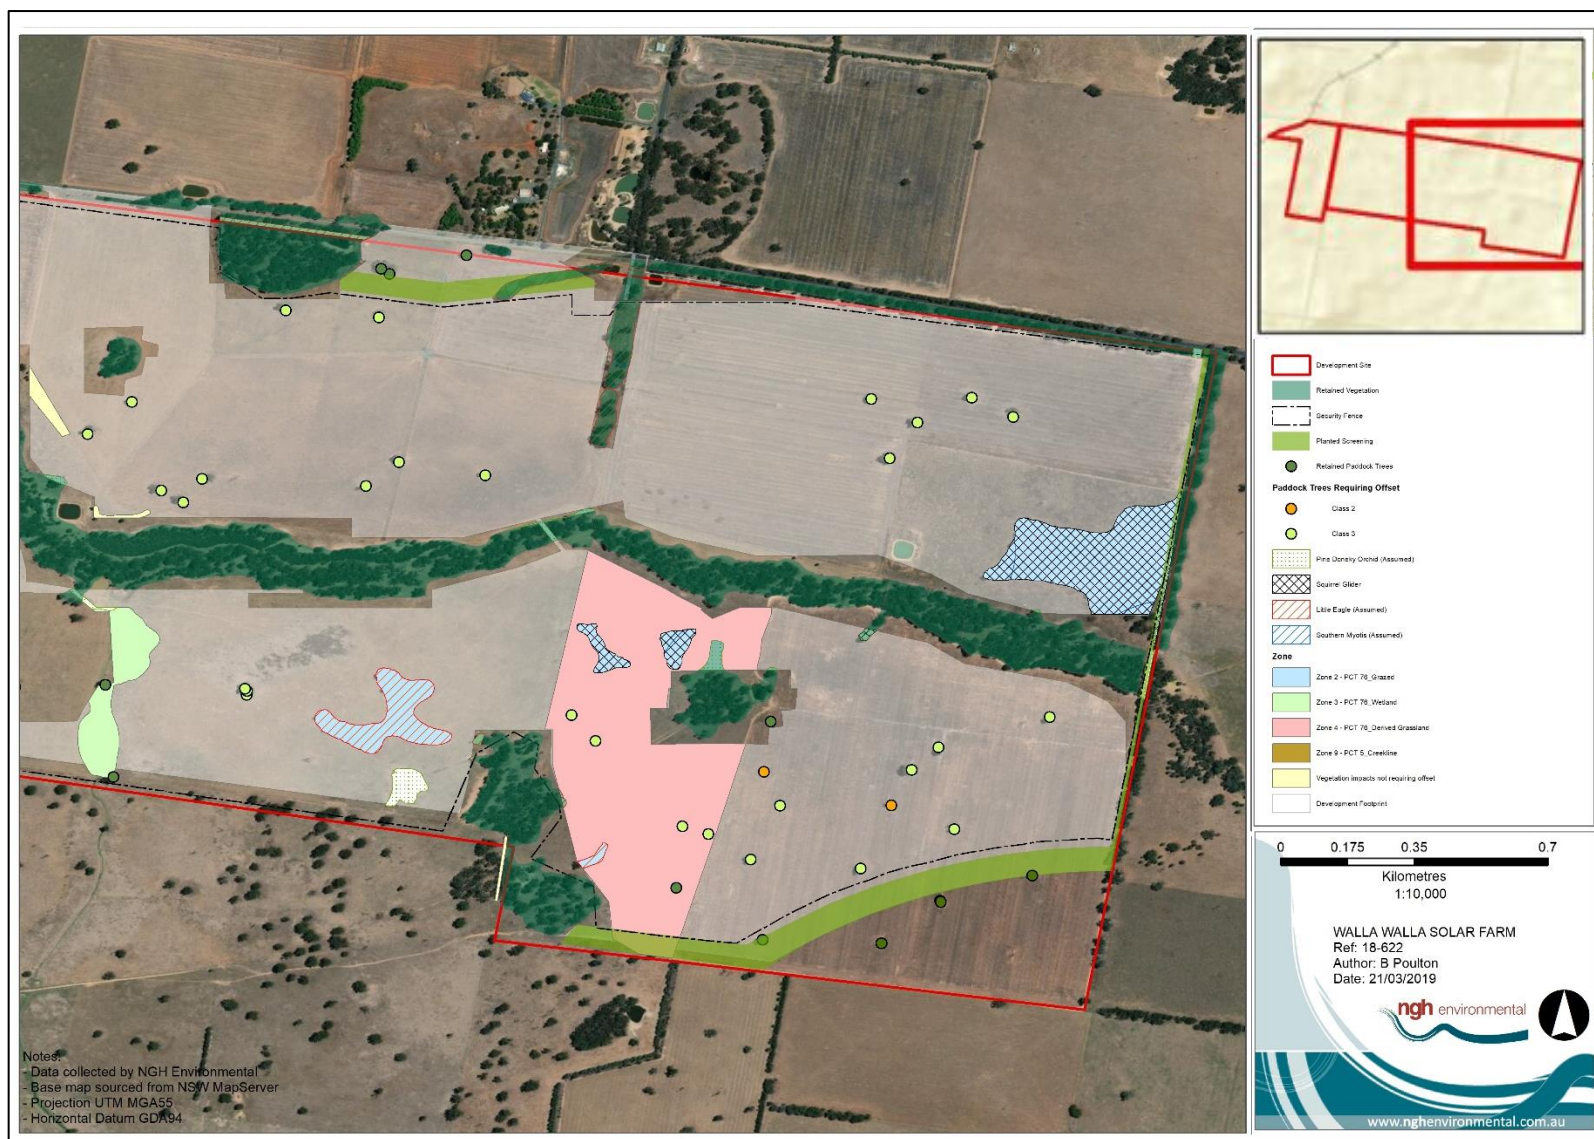 Development Site
Retained Vegetation
Security Fence
Planted Screening
Retained Paddock Trees
Paddock Trees Requiring Offset
Class 2
Class 3
Pine Donkey Orchid (Assumed)
Squirrel Glider
Little Eagle (Assumed)
Southern Myotis (Assumed)
Zone
Zone 2 - PCT 76_Grazed
Zone 3 - PCT 76_Wetland
Zone 4 - PCT 76_Derived Grassland
Zone 9 - PCT 5_Creekline
Vegetation impacts not requiring offset
Development Footprint
0 0.175 0.35 0.7
Kilometres
1:10,000
WALLA WALLA SOLAR FARM
Ref: 18-622
Author: B Poulton
Date: 21/03/2019
ngh environmental
www.nghenvironmental.com.au
Notes:
- Data collected by NGH Environmental
- Base map sourced from NSW MapServer
- Projection UTM MGA55
- Horizontal Datum GDA94